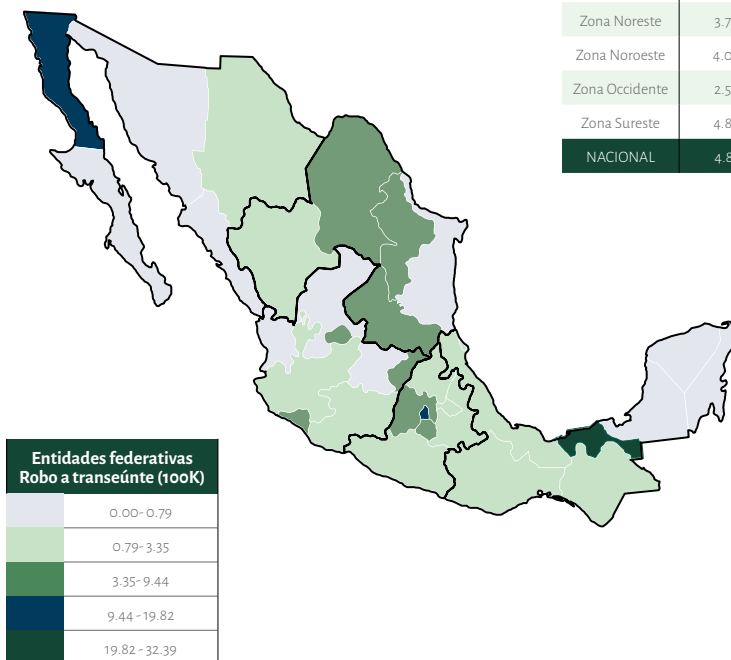 Zona Noreste 3.7
Zona Noroeste 4.0
Zona Occidente 2.5
Zona Sureste 4.8
NACIONAL 4.8
Entidades federativas
Robo a transeúnte (100K)
0.00- 0.79
0.79- 3.35
3.35- 9.44
9.44 - 19.82
19.82 - 32.39